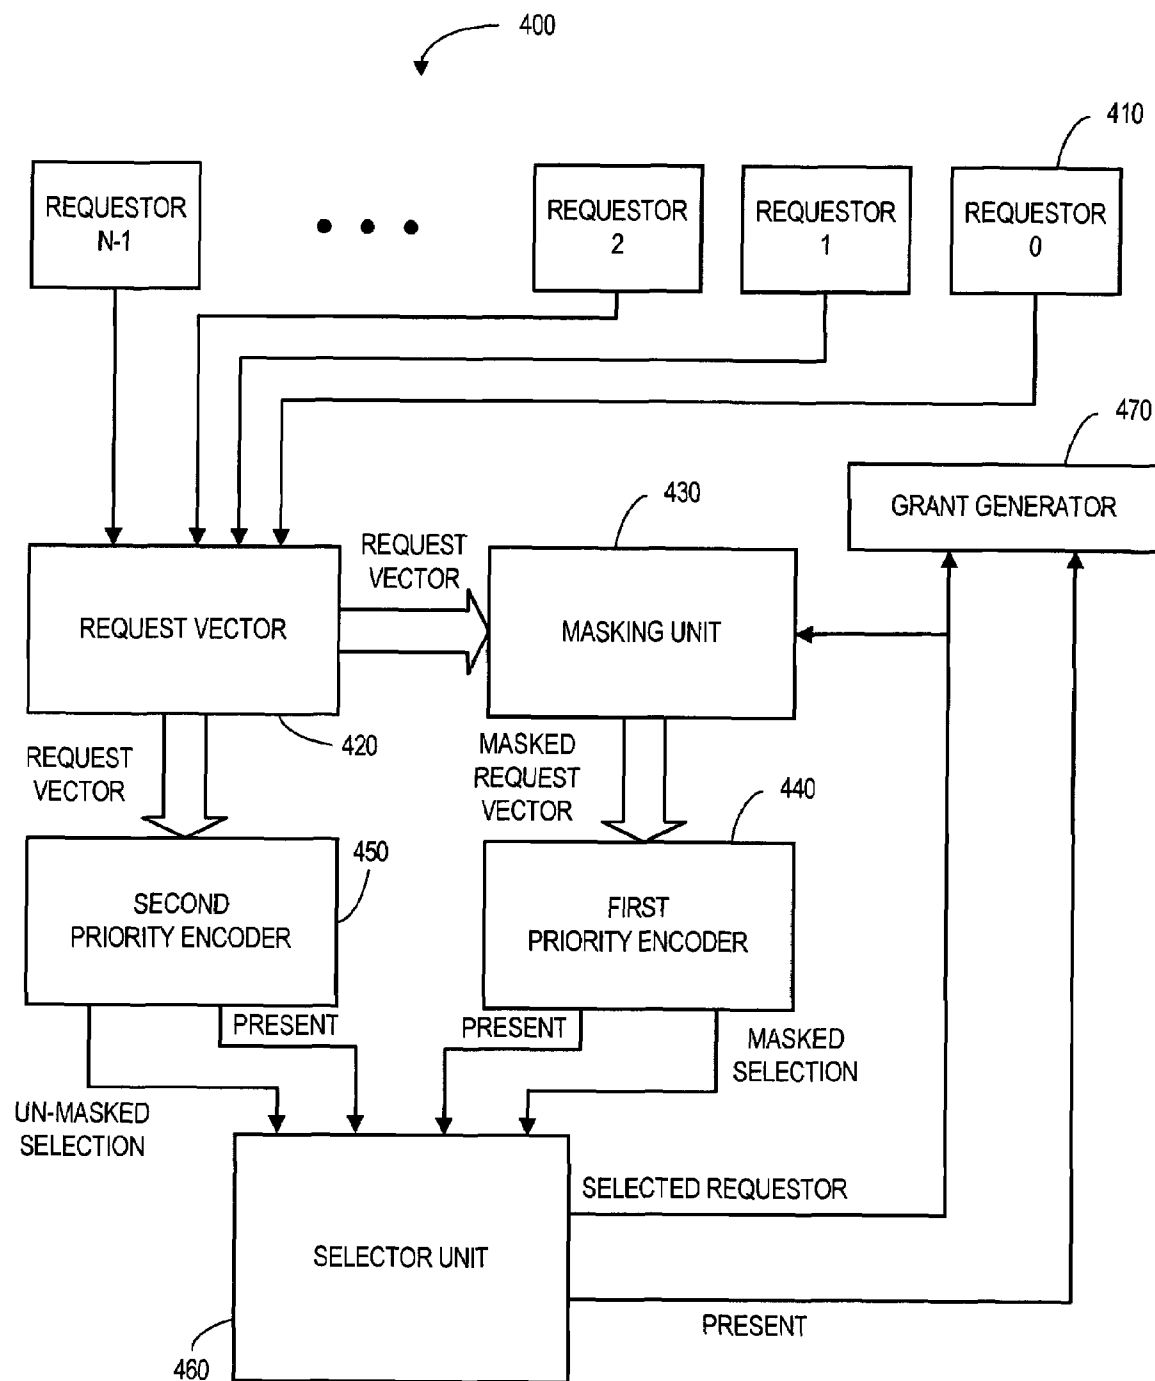 400
410
REQUESTOR
N-1
REQUESTOR
2
REQUESTOR
1
REQUESTOR
0
470
GRANT GENERATOR
430
REQUEST
VECTOR
REQUEST VECTOR
MASKING UNIT
420
REQUEST
VECTOR
MASKED
REQUEST
VECTOR
440
450
SECOND
PRIORITY ENCODER
FIRST
PRIORITY ENCODER
PRESENT
PRESENT
MASKED
SELECTION
UN-MASKED
SELECTION
SELECTED REQUESTOR
SELECTOR UNIT
PRESENT
460